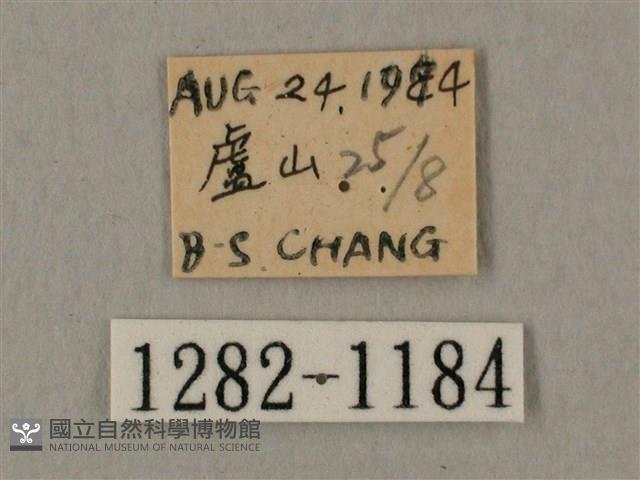 AUG 24.1984
盧山 25/8
B-S. CHANG
1282-1184
國立自然科學博物館
NATIONAL MUSEUM OF NATURAL SCIENCE